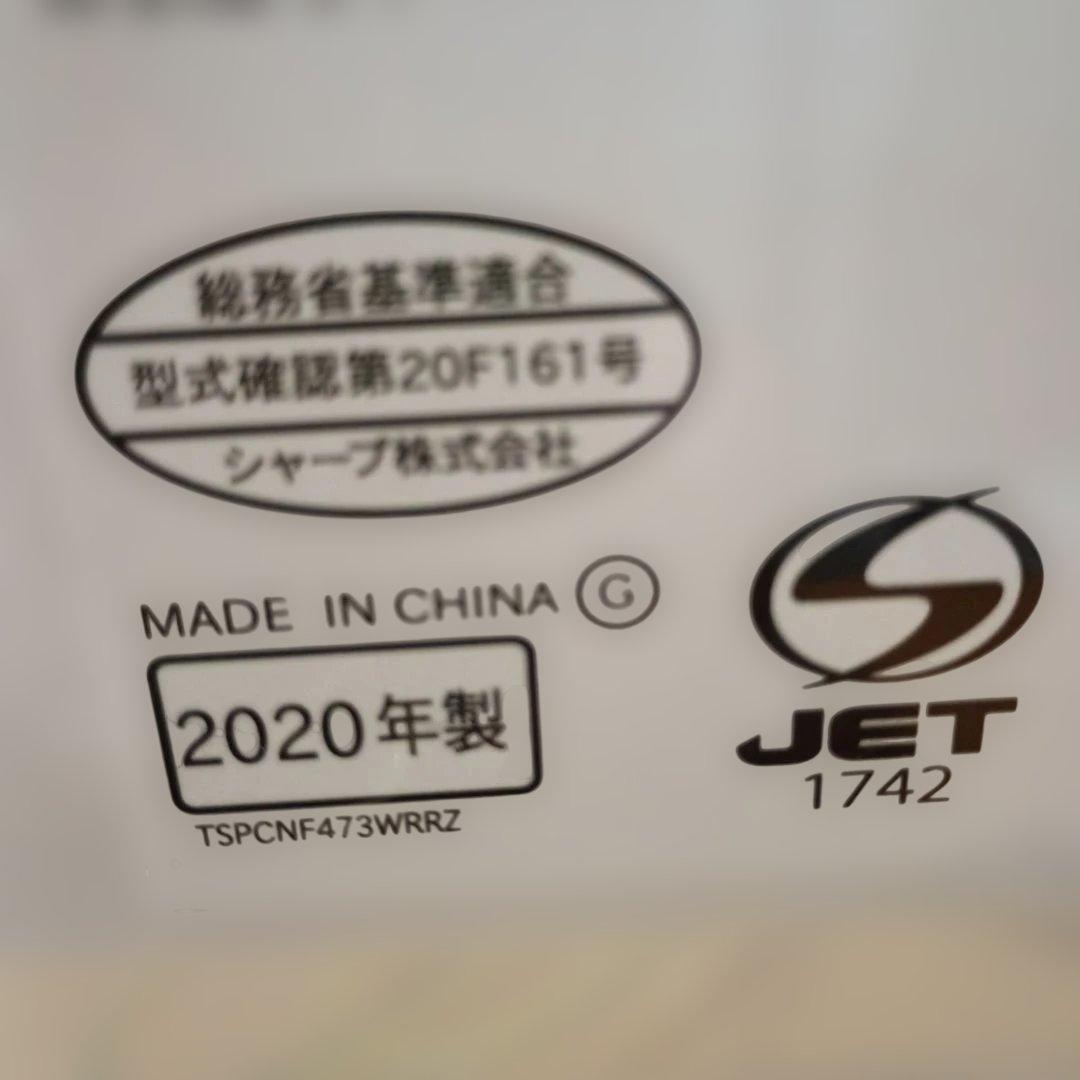 総務省基準適合
型式確認第20F161号
シャープ株式会社
MADE IN CHINA G
2020年製
TSPCNF473WRRZ
JET
1742